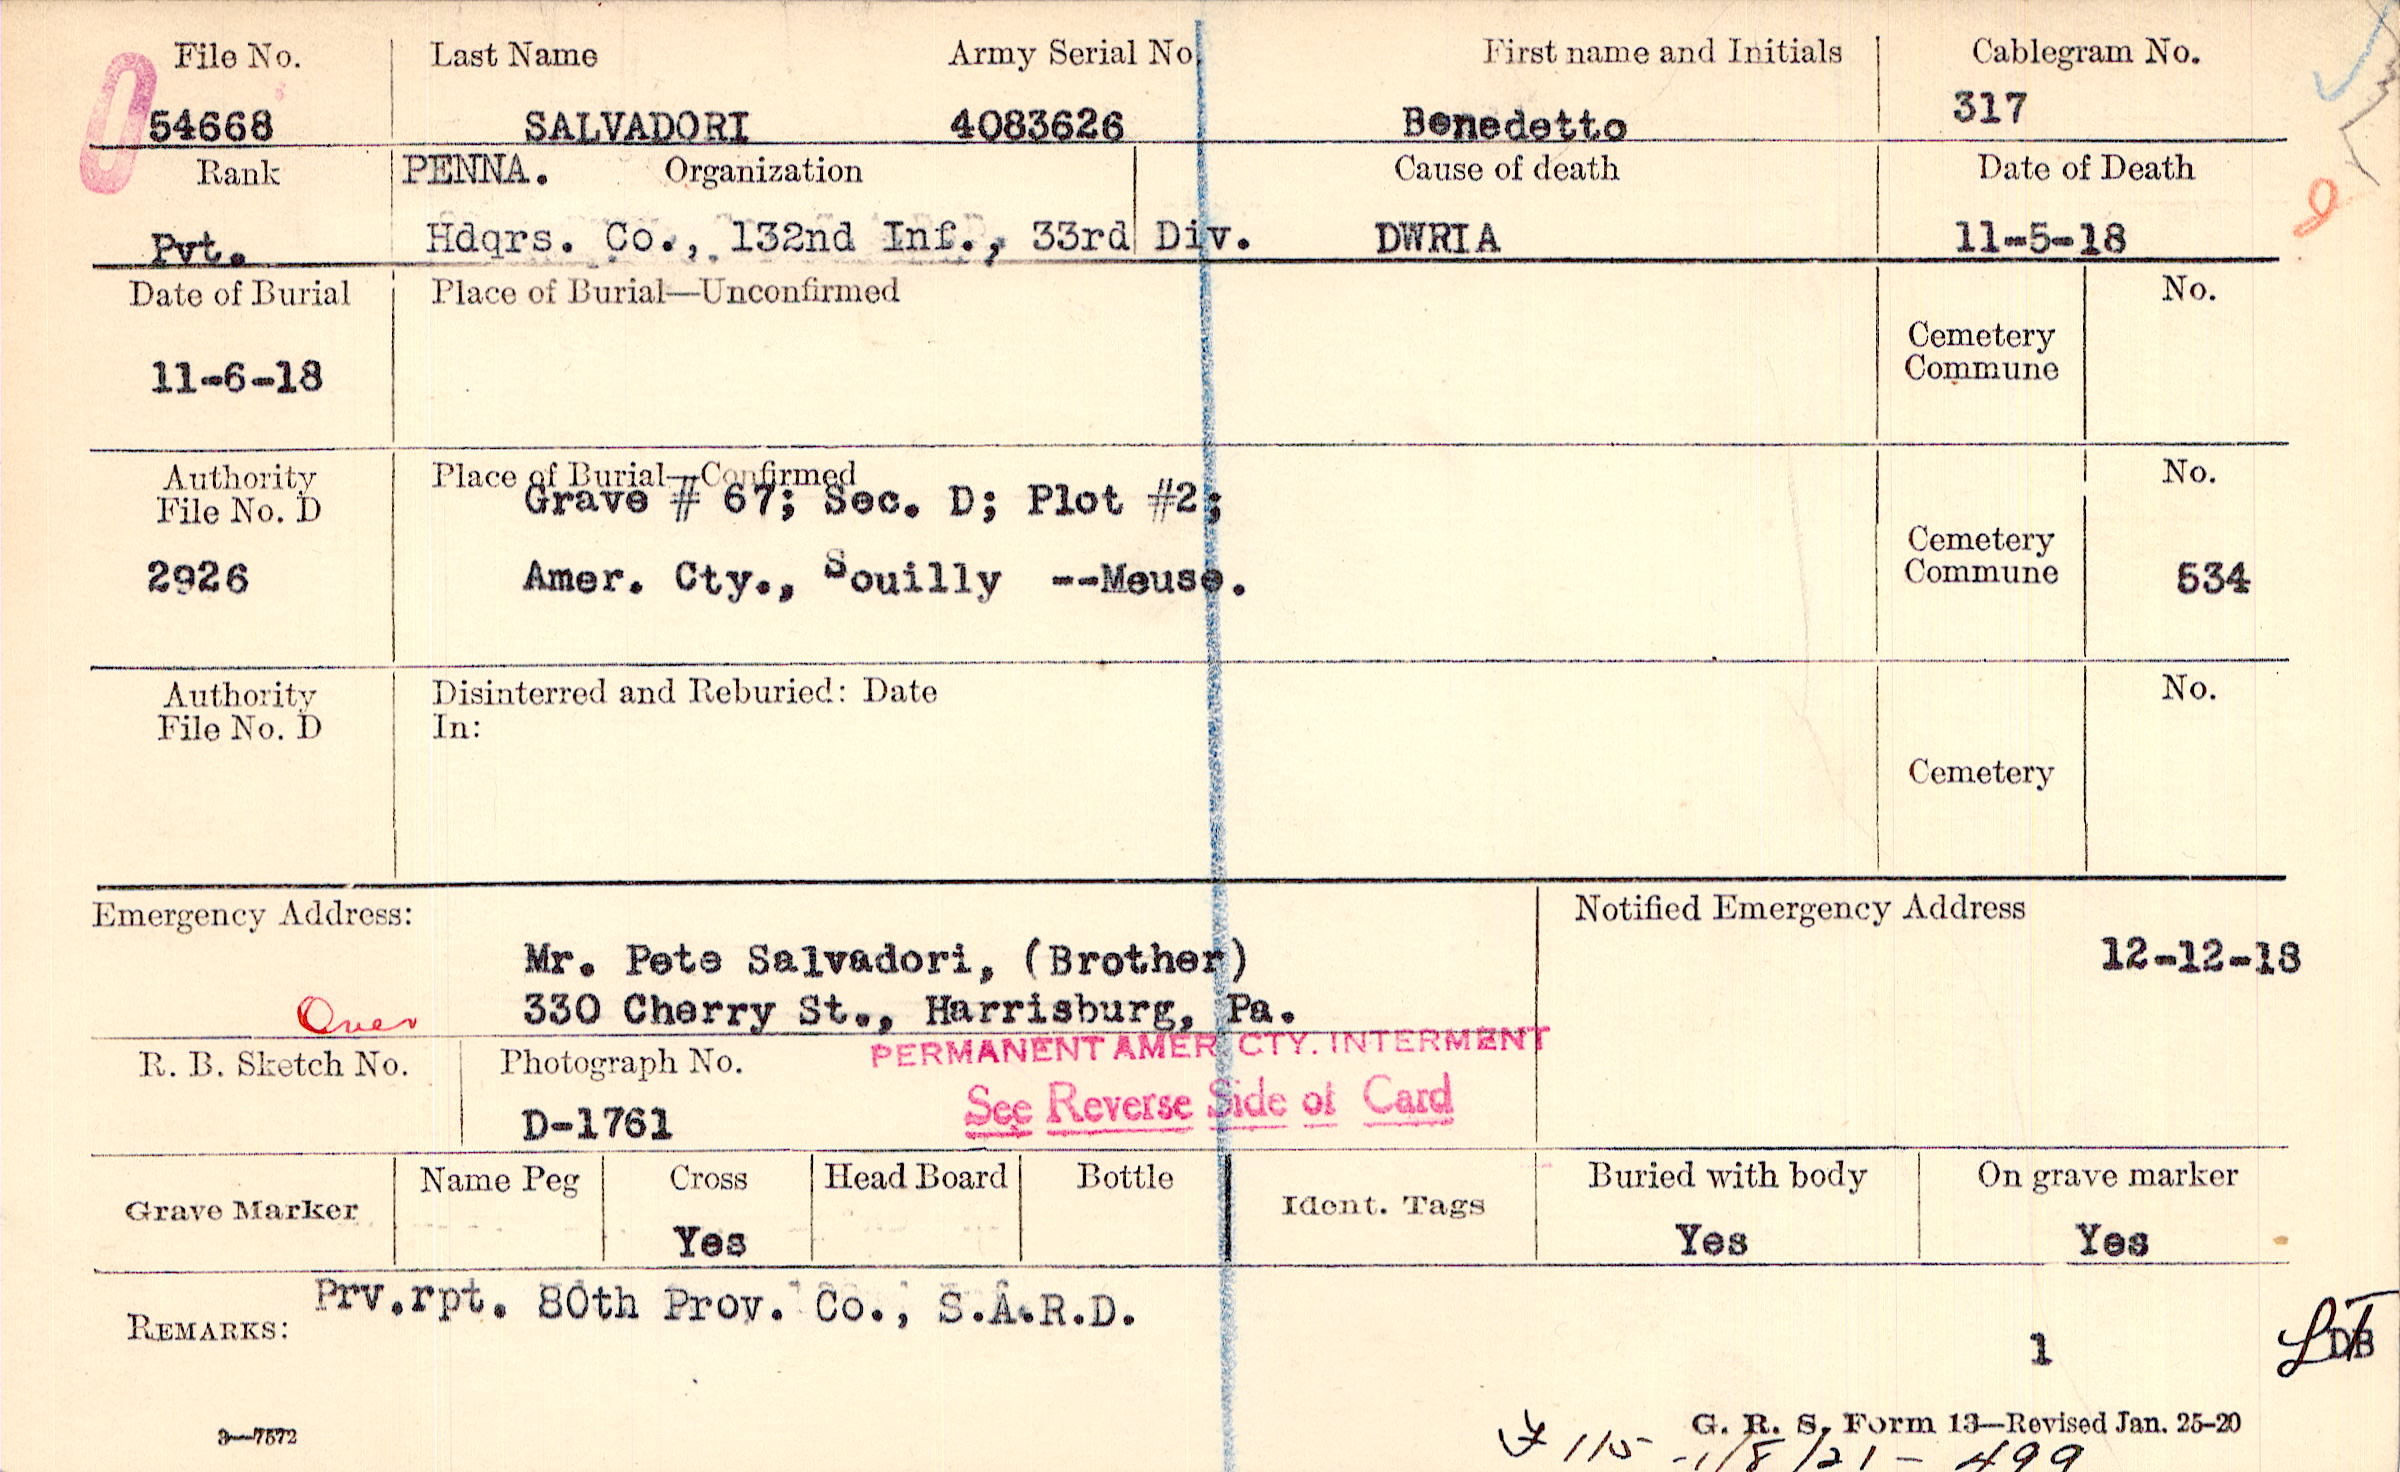 File No. Last Name Army Serial No. First name and Initials Cablegram No.
54668 SALVADORI 4083626 Benedetto 317
Rank PENNA. Organization Cause of death Date of Death
Pvt. Hdqrs. Co., 132nd Inf., 33rd Div. DWRIA 11-5-18
Date of Burial Place of Burial—Unconfirmed No.
Cemetery
Commune
11-6-18
Authority Place of Burial—Confirmed No.
File No. D Grave # 67; Sec. D; Plot #2;
Cemetery
Commune
2926 Amer. Cty., Souilly --Meuse. 534
Authority Disinterred and Reburied: Date No.
File No. D In:
Cemetery
Emergency Address: Notified Emergency Address
Mr. Pete Salvadori, (Brother) 12-12-18
Over 330 Cherry St., Harrisburg, Pa.
PERMANENT AMER. CTY. INTERMENT
R. B. Sketch No. Photograph No.
See Reverse Side of Card
D-1761
Grave Marker Name Peg Cross Head Board Bottle Ident. Tags Buried with body On grave marker
Yes Yes Yes
Prv.rpt. 80th Prov. Co., S.A.R.D.
REMARKS:
1 DB
3—7572 G. R. S. Form 13—Revised Jan. 25-20
115 -1/8/21 - 499